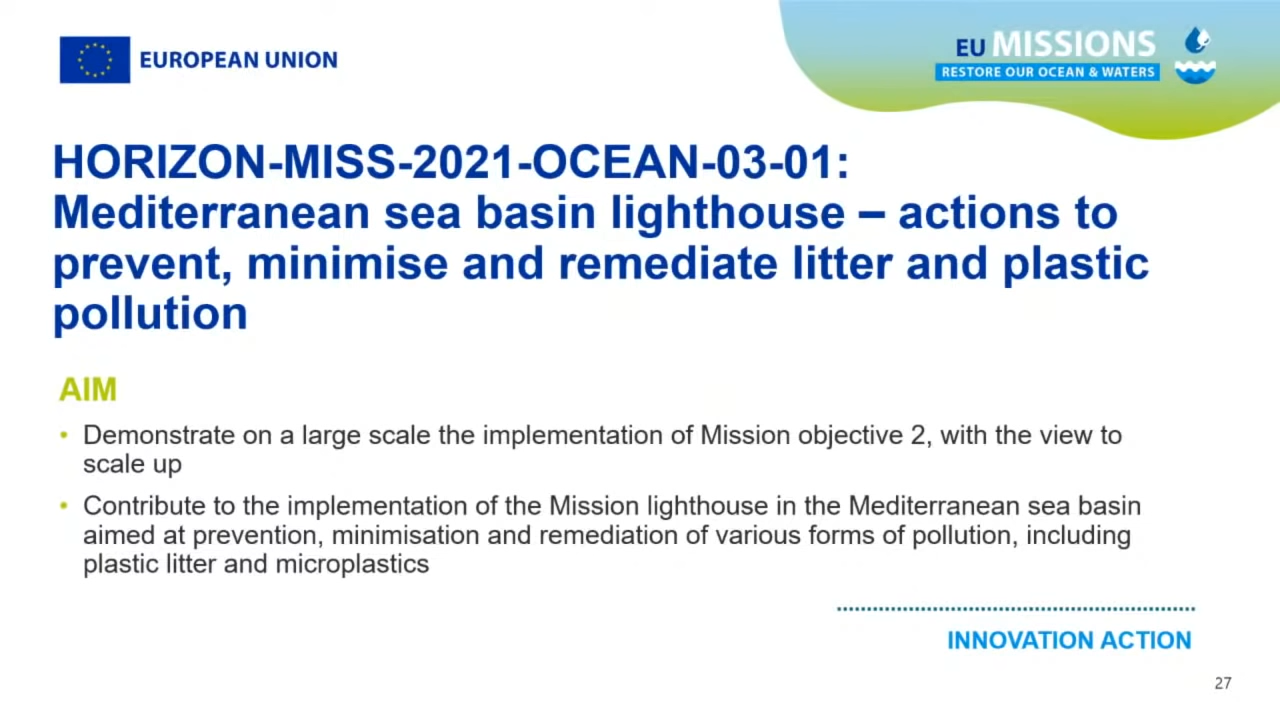 EUROPEAN UNION
EU MISSIONS
RESTORE OUR OCEAN & WATERS
HORIZON-MISS-2021-OCEAN-03-01:
Mediterranean sea basin lighthouse – actions to
prevent, minimise and remediate litter and plastic
pollution
AIM
• Demonstrate on a large scale the implementation of Mission objective 2, with the view to
scale up
• Contribute to the implementation of the Mission lighthouse in the Mediterranean sea basin
aimed at prevention, minimisation and remediation of various forms of pollution, including
plastic litter and microplastics
INNOVATION ACTION
27